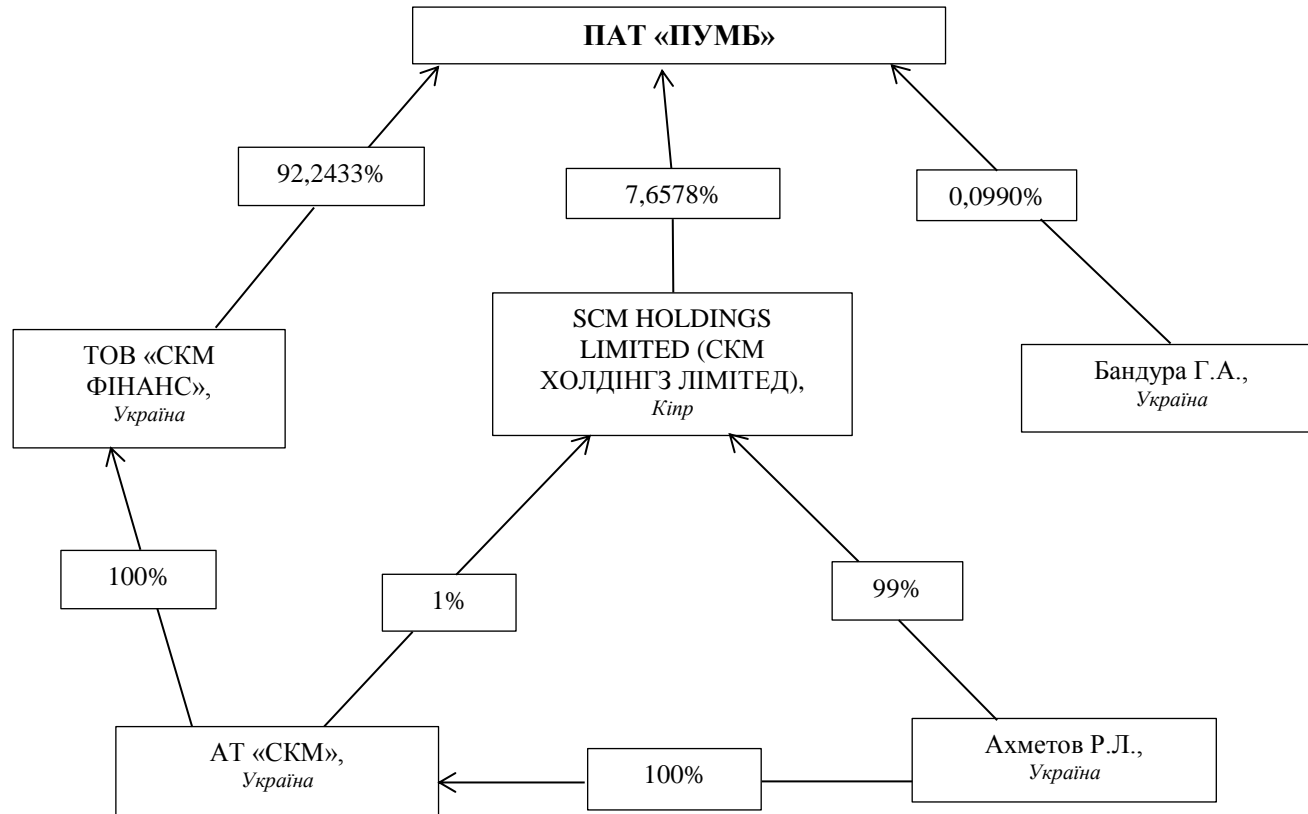 ПАТ «ПУМБ»
92,2433%
7,6578%
0,0990%
ТОВ «СКМ
ФІНАНС»,
Україна
SCM HOLDINGS
LIMITED (СКМ
ХОЛДІНГЗ ЛІМІТЕД),
Кіпр
Бандура Г.А.,
Україна
100%
1%
99%
АТ «СКМ»,
Україна
100%
Ахметов Р.Л.,
Україна